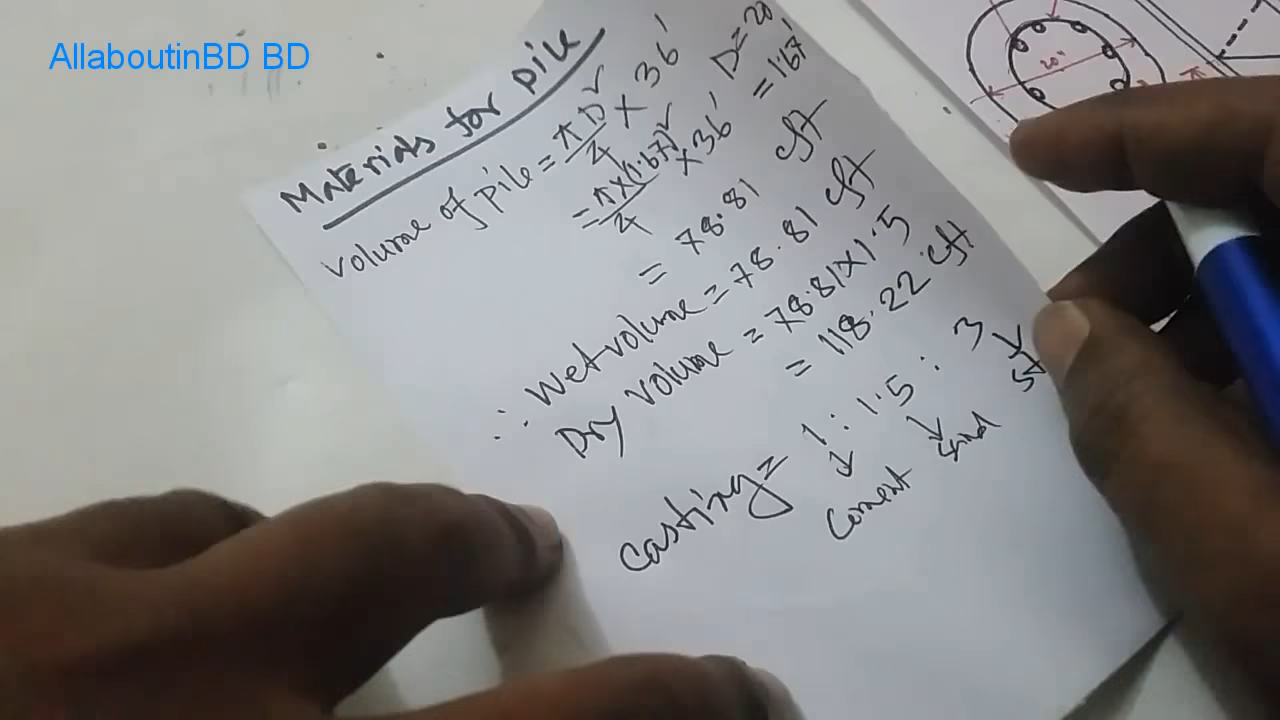 AllaboutinBD BD
Materials for pile
Volume of pile = πD²/4 × 36'
D = 20"
= π×(1.67)²/4 × 36'
= 1.67'
= 78.81 cft
∴ Wet volume = 78.81 cft
Dry volume = 78.81×1.5
= 118.22 cft
Casting = 1 : 1.5 : 3
↓ ↓ ↓
Cement sand
20"